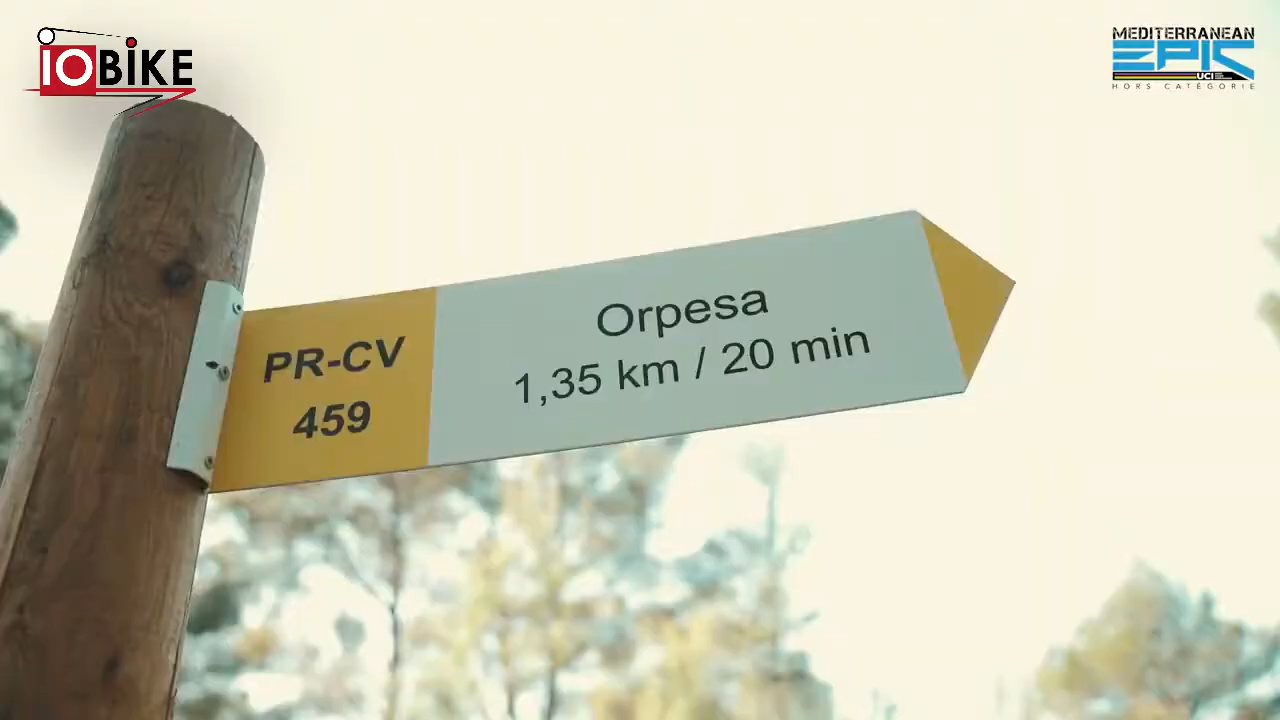 IOBIKE
MEDITERRANEAN
EPIC
UCI
HORS CATÉGORIE
Orpesa
1,35 km / 20 min
PR-CV
459